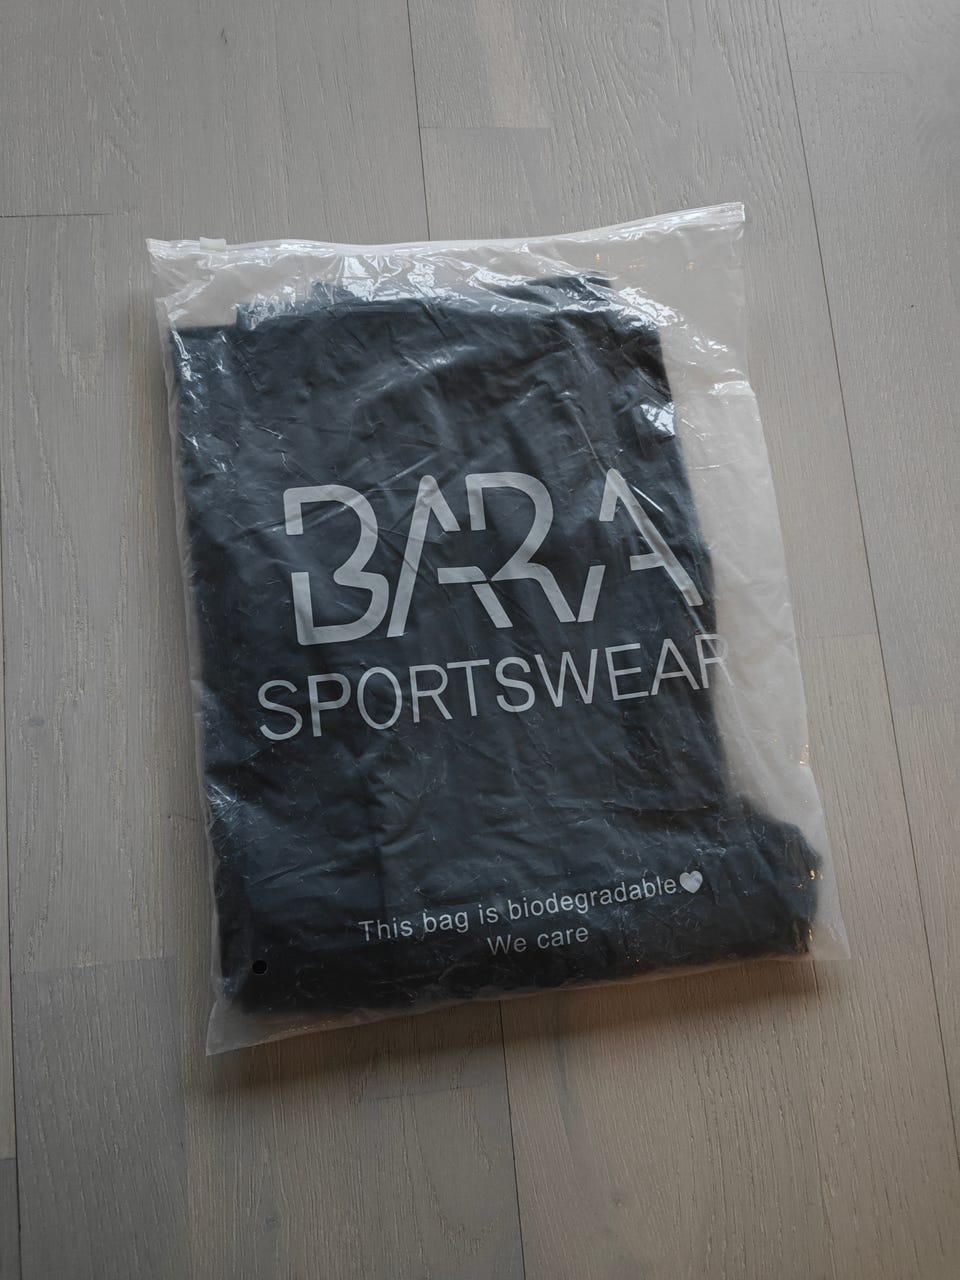 BARA
SPORTSWEAR
This bag is biodegradable🤍
We care